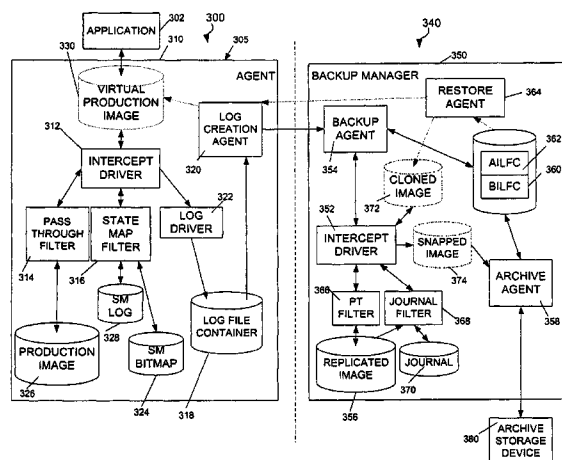 APPLICATION
302
300
310
305
330
VIRTUAL
PRODUCTION
IMAGE
AGENT
312
INTERCEPT
DRIVER
LOG
CREATION
AGENT
320
322
LOG
DRIVER
PASS
THROUGH
FILTER
314
STATE
MAP
FILTER
316
SM
LOG
328
PRODUCTION
IMAGE
326
SM
BITMAP
324
LOG FILE
CONTAINER
318
340
350
BACKUP MANAGER
RESTORE
AGENT
364
BACKUP
AGENT
354
362
AILFC
BILFC
360
CLONED
IMAGE
372
352
INTERCEPT
DRIVER
SNAPPED
IMAGE
374
ARCHIVE
AGENT
358
366
PT
FILTER
JOURNAL
FILTER
368
REPLICATED
IMAGE
356
JOURNAL
370
380
ARCHIVE
STORAGE
DEVICE